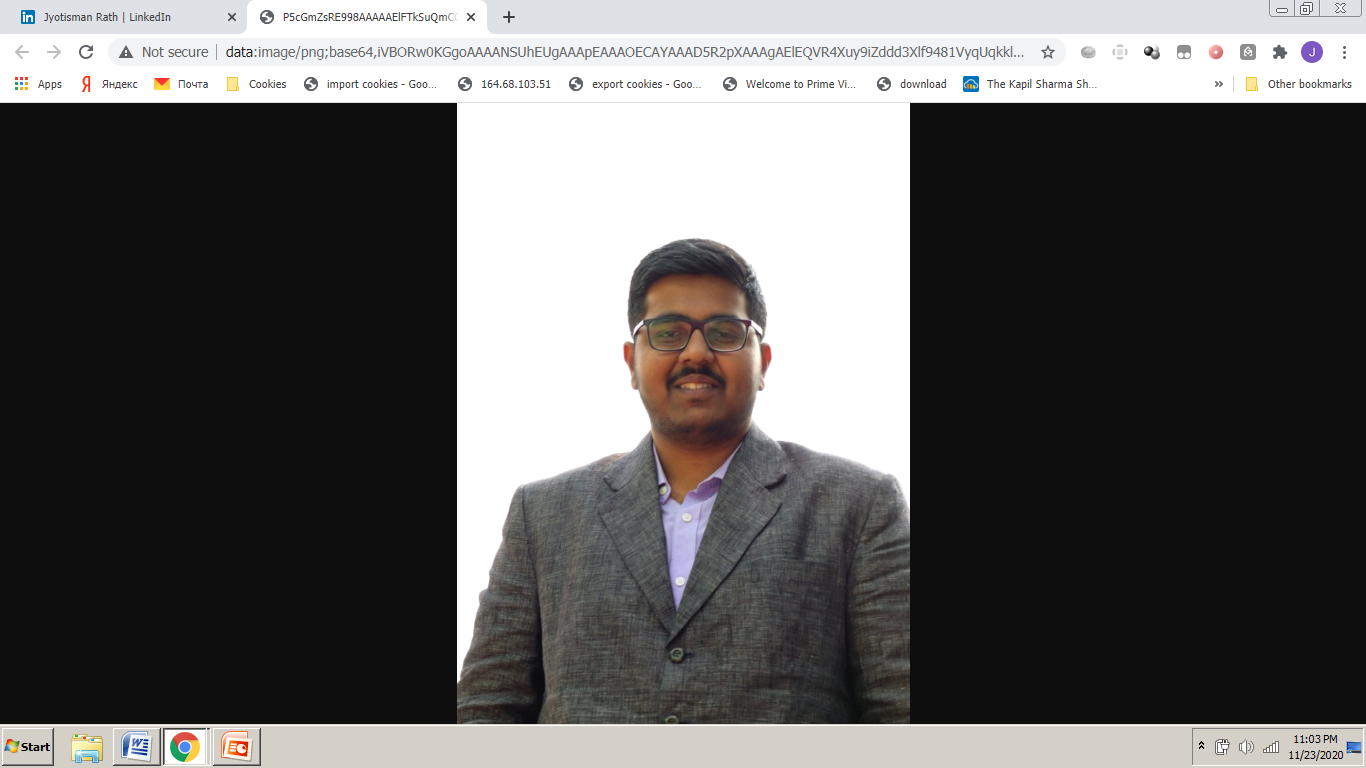 Jyotisman Rath | LinkedIn
Not secure
data:image/png;base64,iVBORw0KGgoAAAANSUhEUgAAApEAAAOECAYAAAD5R2pXAAAgAElEQVR4Xuy9iZddd3Xlf9481VyqUqkkl...
J
Apps
Яндекс
Почта
Cookies
import cookies - Goo...
164.68.103.51
export cookies - Goo...
Welcome to Prime Vi...
download
The Kapil Sharma Sh...
»
Other bookmarks
Start
11:03 PM
11/23/2020